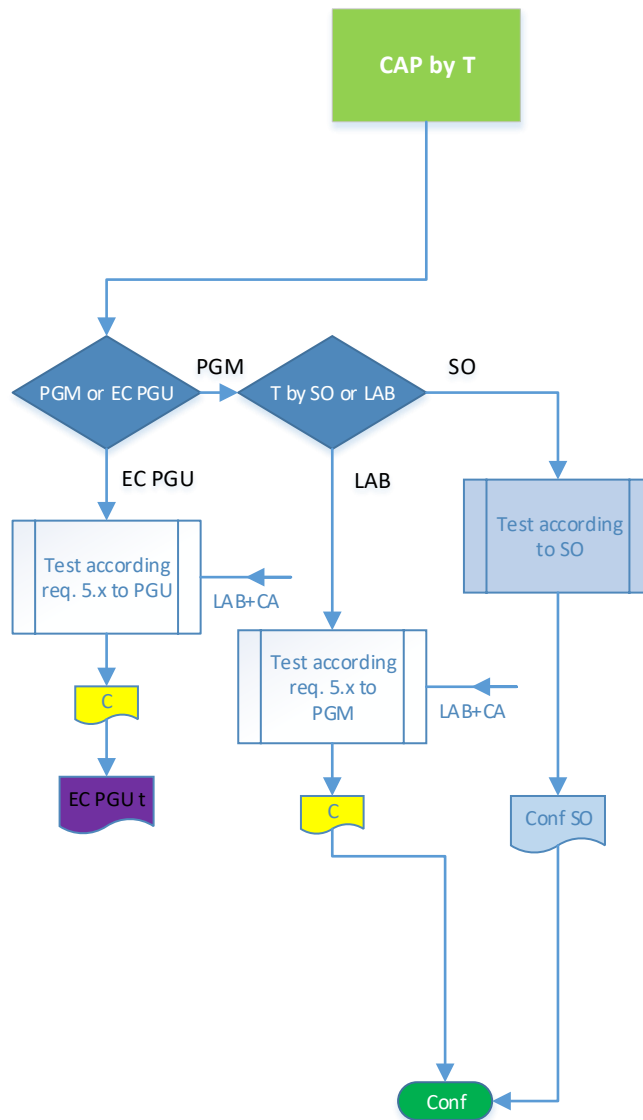 CAP by T
PGM or EC PGU
PGM
T by SO or LAB
SO
EC PGU
LAB
Test according
req. 5.x to PGU
LAB+CA
Test according
to SO
Test according
req. 5.x to
PGM
LAB+CA
C
EC PGU t
C
Conf SO
Conf